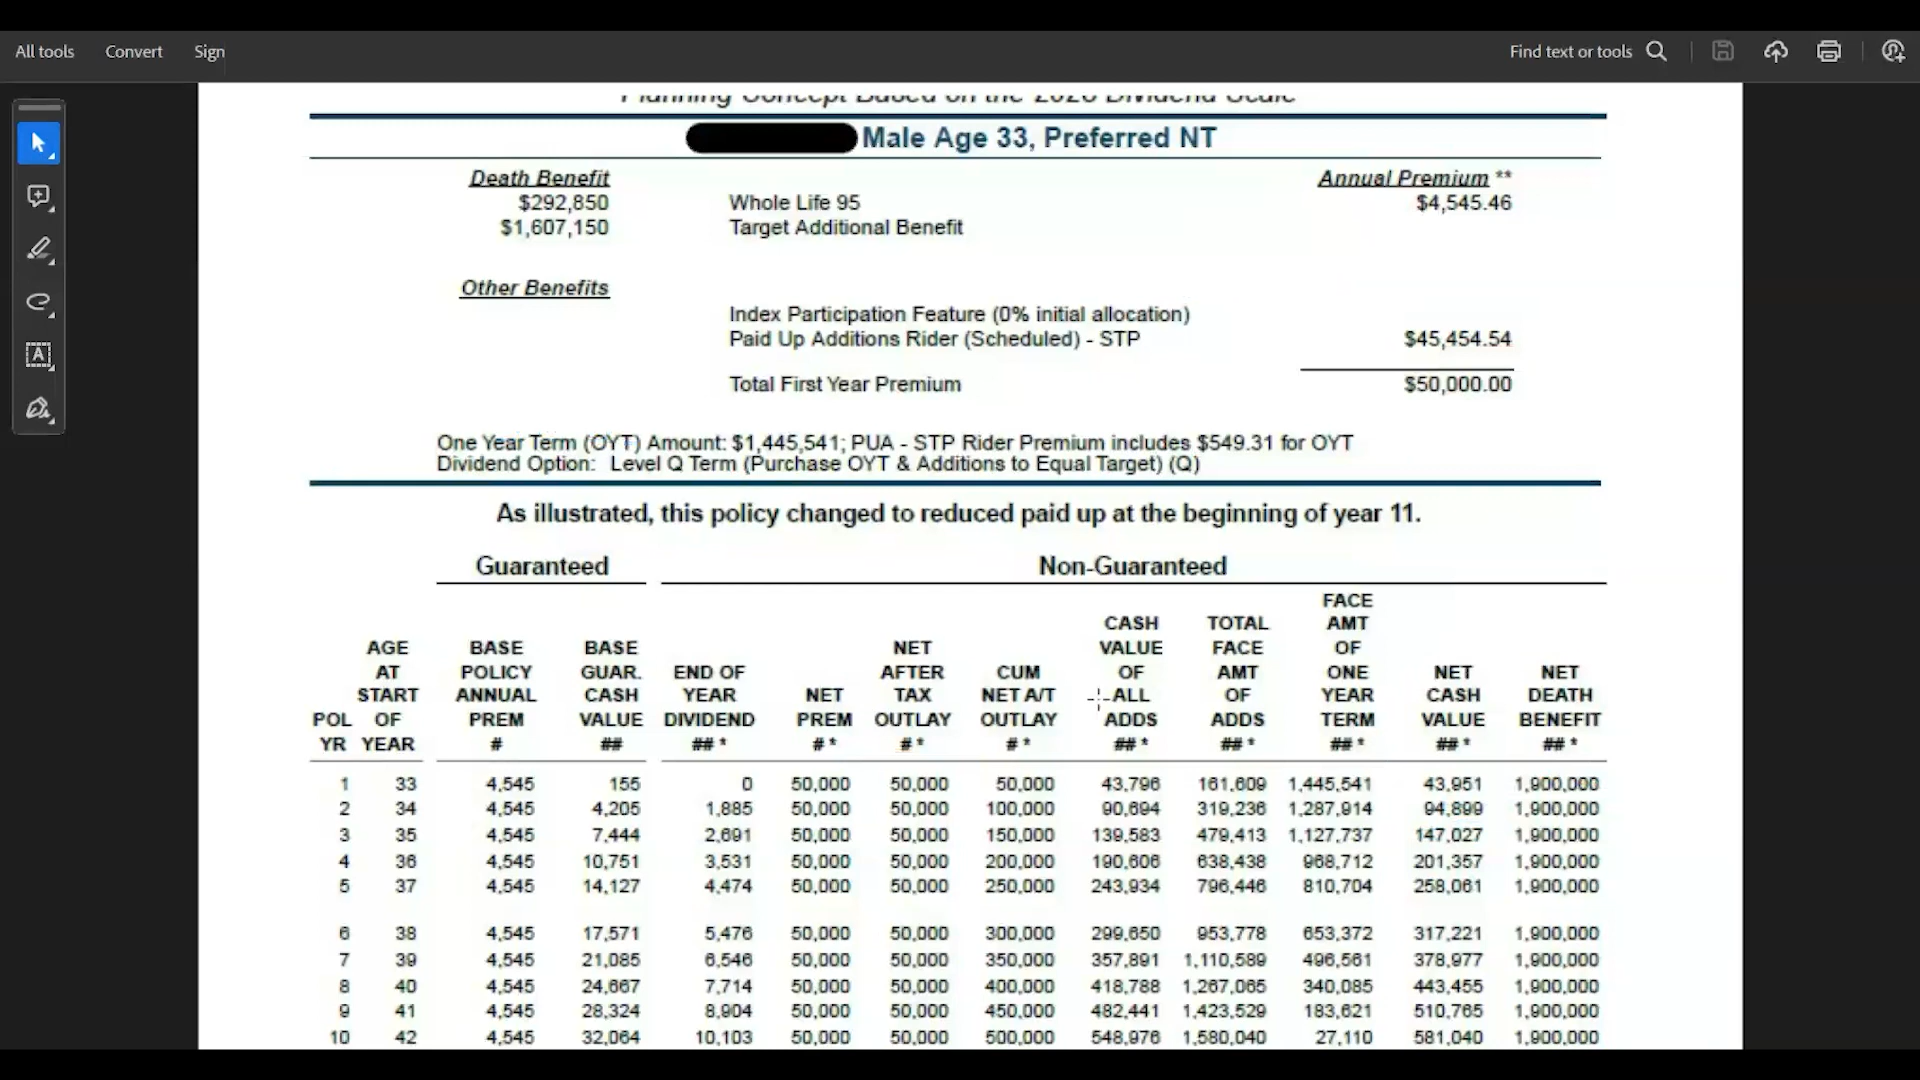 All tools Convert Sign Find text or tools
Planning Concept Based on the 2023 Dividend Scale
Male Age 33, Preferred NT
Death Benefit Annual Premium **
$292,850 Whole Life 95 $4,545.46
$1,607,150 Target Additional Benefit
Other Benefits
Index Participation Feature (0% initial allocation)
Paid Up Additions Rider (Scheduled) - STP $45,454.54
Total First Year Premium $50,000.00
One Year Term (OYT) Amount: $1,445,541; PUA - STP Rider Premium includes $549.31 for OYT
Dividend Option: Level Q Term (Purchase OYT & Additions to Equal Target) (Q)
As illustrated, this policy changed to reduced paid up at the beginning of year 11.
Guaranteed Non-Guaranteed
FACE
CASH TOTAL AMT
AGE BASE BASE NET VALUE FACE OF
AT POLICY GUAR. END OF AFTER CUM OF AMT ONE NET NET
START ANNUAL CASH YEAR NET TAX NET A/T ALL OF YEAR CASH DEATH
POL OF PREM VALUE DIVIDEND PREM OUTLAY OUTLAY ADDS ADDS TERM VALUE BENEFIT
YR YEAR # ## ## * # * # * # * ## * ## * ## * ## * ## *
1 33 4,545 155 0 50,000 50,000 50,000 43,796 161,609 1,445,541 43,951 1,900,000
2 34 4,545 4,205 1,885 50,000 50,000 100,000 90,694 319,236 1,287,914 94,899 1,900,000
3 35 4,545 7,444 2,691 50,000 50,000 150,000 139,583 479,413 1,127,737 147,027 1,900,000
4 36 4,545 10,751 3,531 50,000 50,000 200,000 190,606 638,438 968,712 201,357 1,900,000
5 37 4,545 14,127 4,474 50,000 50,000 250,000 243,934 796,446 810,704 258,061 1,900,000
6 38 4,545 17,571 5,476 50,000 50,000 300,000 299,650 953,778 653,372 317,221 1,900,000
7 39 4,545 21,085 6,546 50,000 50,000 350,000 357,891 1,110,589 496,561 378,977 1,900,000
8 40 4,545 24,667 7,714 50,000 50,000 400,000 418,788 1,267,065 340,085 443,455 1,900,000
9 41 4,545 28,324 8,904 50,000 50,000 450,000 482,441 1,423,529 183,621 510,765 1,900,000
10 42 4,545 32,064 10,103 50,000 50,000 500,000 548,976 1,580,040 27,110 581,040 1,900,000